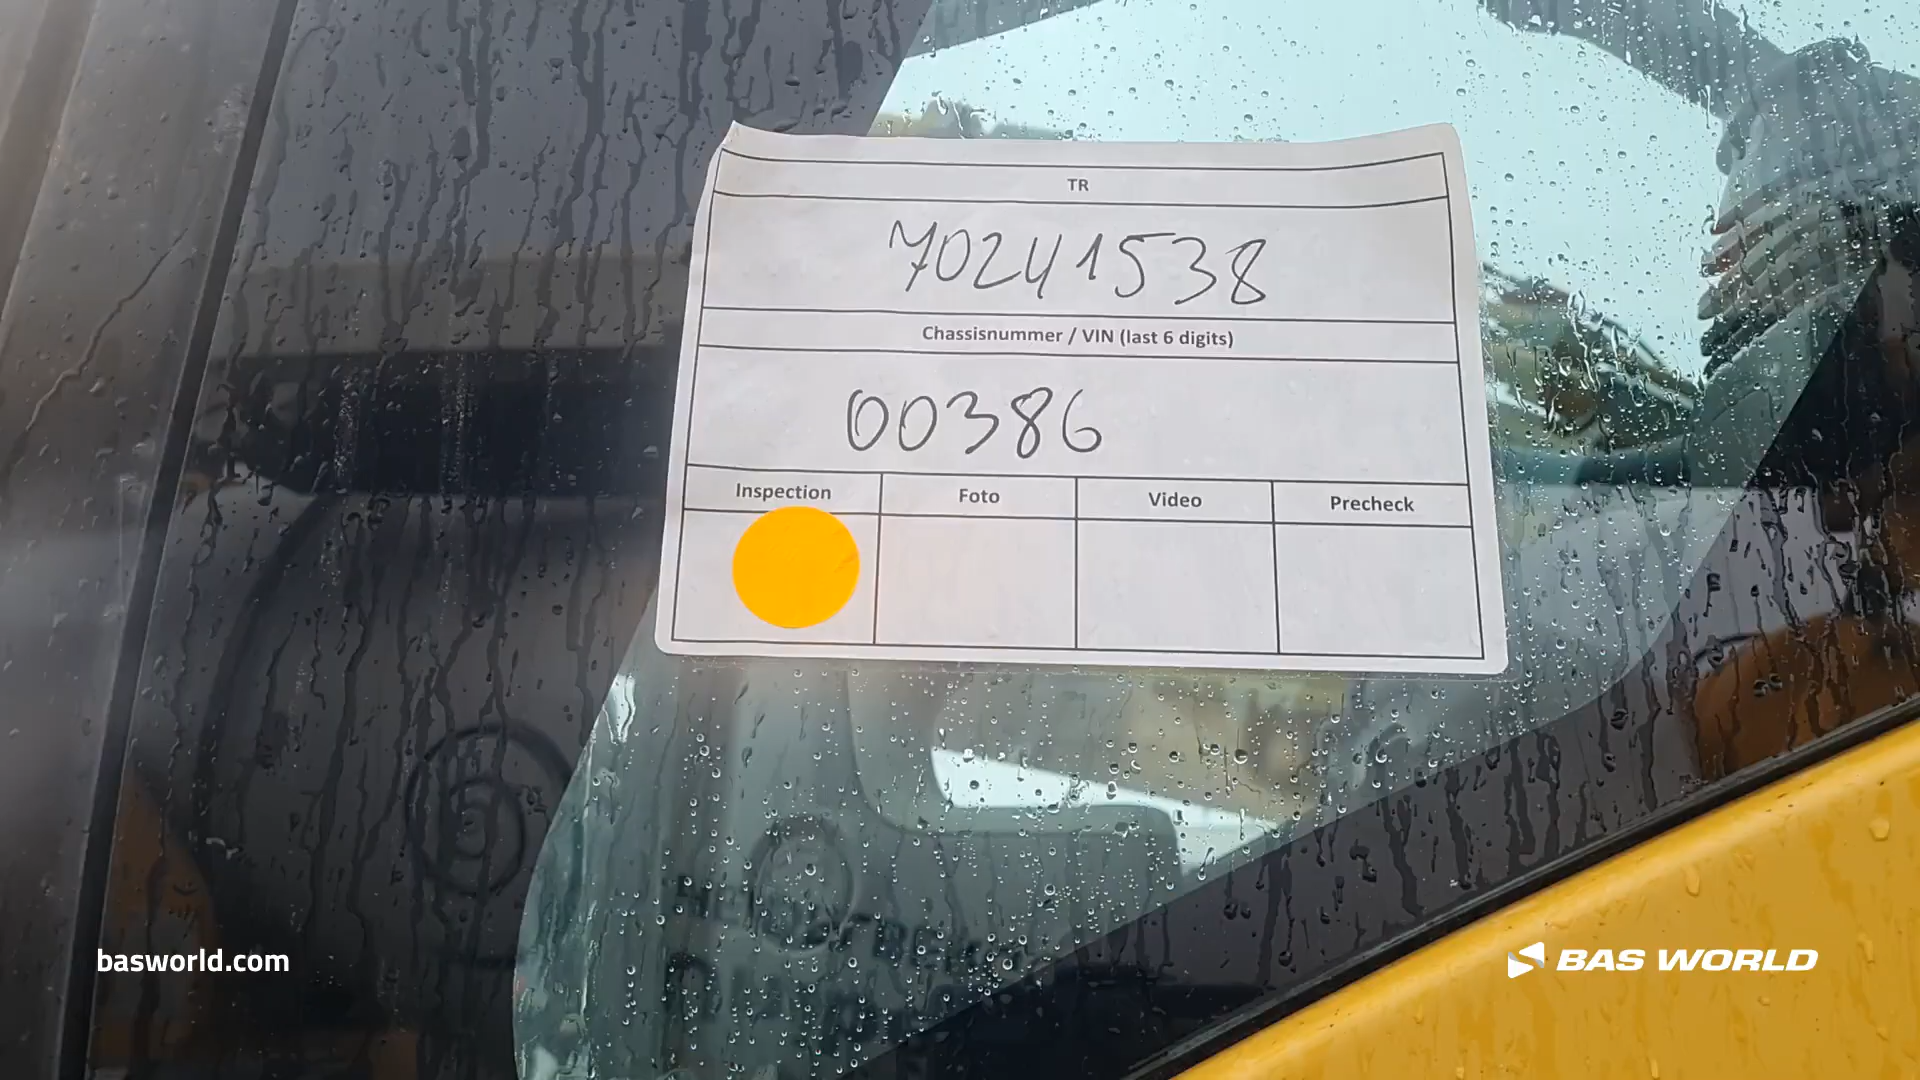 TR
70241538
Chassisnummer / VIN (last 6 digits)
00386
Inspection Foto Video Precheck
basworld.com
BAS WORLD